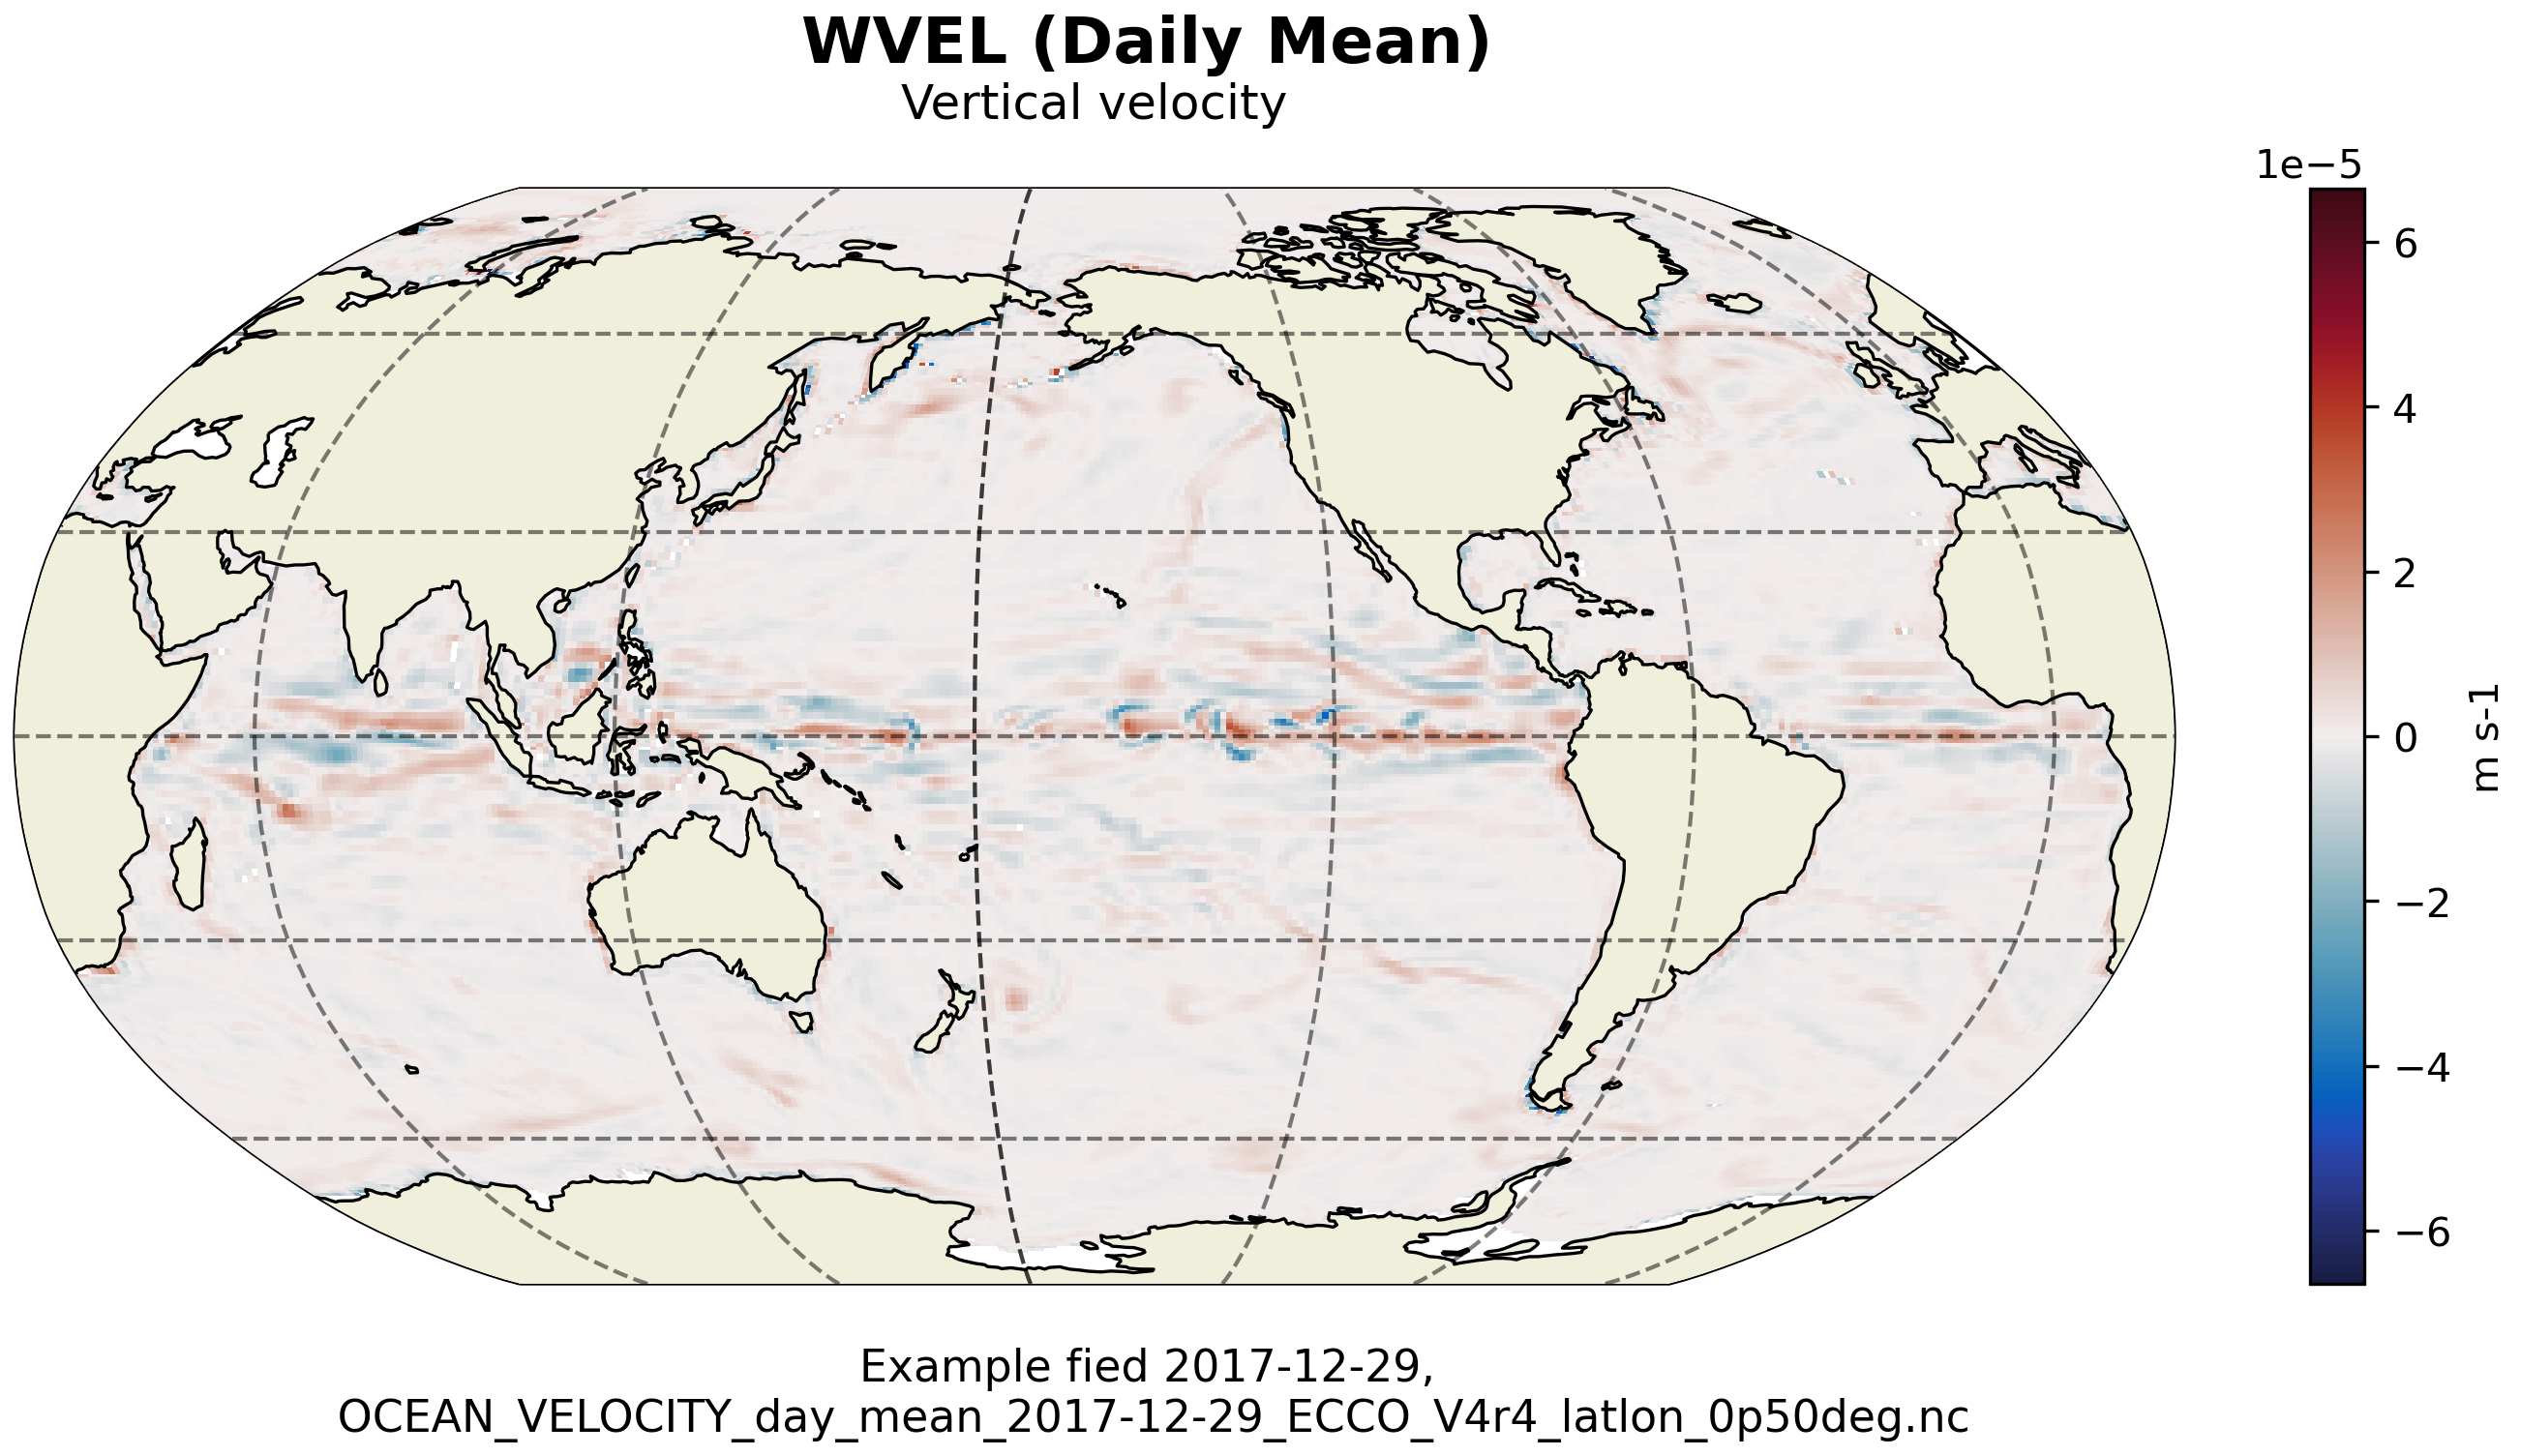 WVEL (Daily Mean)
Vertical velocity
1e−5
6
4
2
0
−2
−4
−6
m s-1
Example fied 2017-12-29,
OCEAN_VELOCITY_day_mean_2017-12-29_ECCO_V4r4_latlon_0p50deg.nc